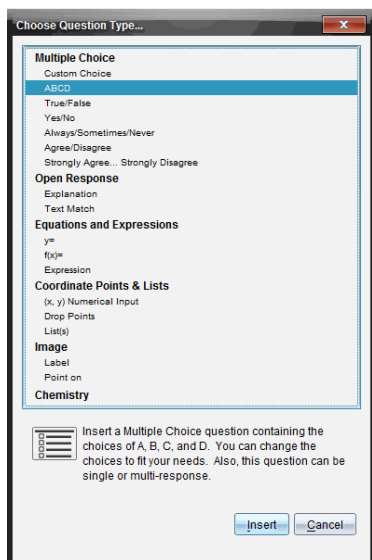 Choose Question Type...
x
Multiple Choice
Custom Choice
ABCD
True/False
Yes/No
Always/Sometimes/Never
Agree/Disagree
Strongly Agree... Strongly Disagree
Open Response
Explanation
Text Match
Equations and Expressions
y=
f(x)=
Expression
Coordinate Points & Lists
(x, y) Numerical Input
Drop Points
List(s)
Image
Label
Point on
Chemistry
Insert a Multiple Choice question containing the
choices of A, B, C, and D. You can change the
choices to fit your needs. Also, this question can be
single or multi-response.
Insert Cancel